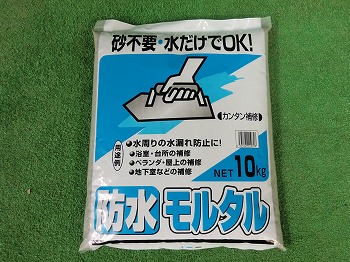 砂不要・水だけでOK!
カンタン補修
用途例
●水周りの水漏れ防止に!
●浴室・台所の補修
●ベランダ・屋上の補修
●地下室などの補修
NET 10kg
防水 モルタル